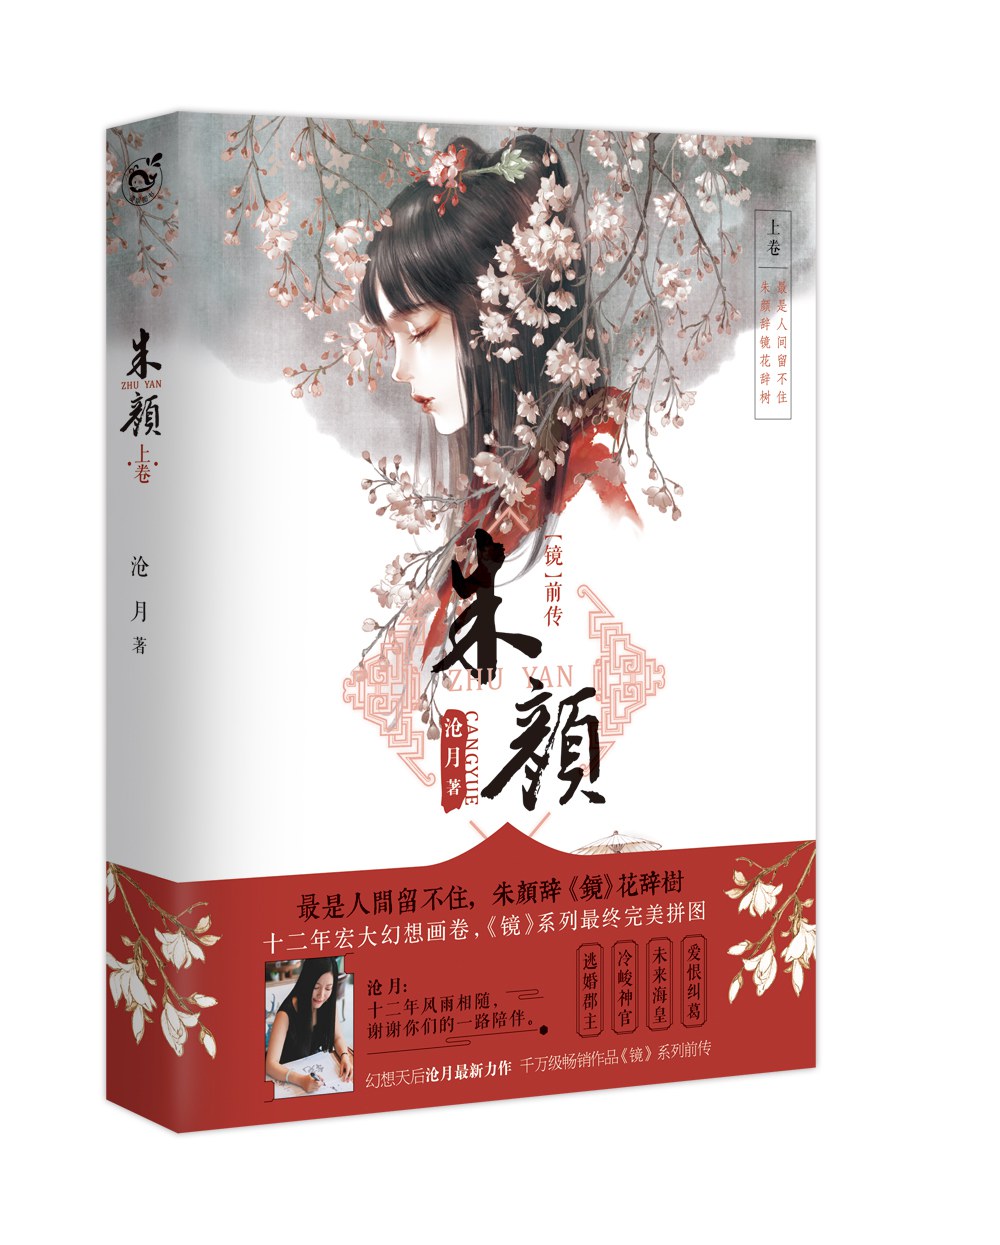 朱
ZHU YAN
顏
·上卷·
沧月著
上卷
最是人间留不住
朱颜辞镜花辞树
【镜】前传
朱
ZHU YAN
顏
沧月著
CANGYUE
最是人間留不住，朱顏辞《鏡》花辞樹
十二年宏大幻想画卷，《镜》系列最终完美拼图
沧月：
十二年风雨相随，
谢谢你们的一路陪伴。
逃婚郡主
冷峻神官
未来海皇
爱恨纠葛
幻想天后沧月最新力作 千万级畅销作品《镜》系列前传